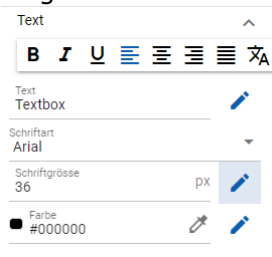 Text
B I U
Text
Textbox
Schriftart
Arial
Schriftgrösse
36 px
Farbe
#000000